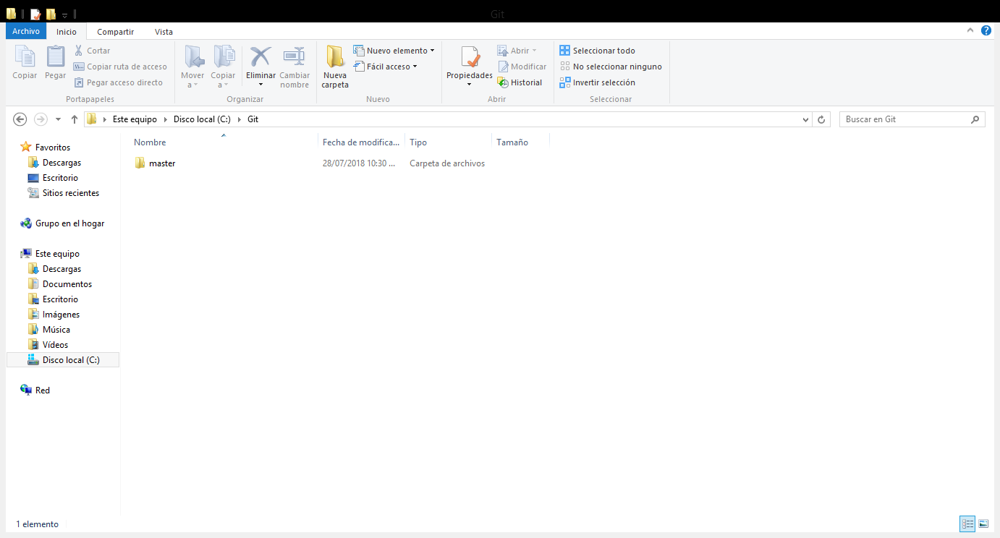 Git
Archivo Inicio Compartir Vista
Copiar
Pegar
Cortar
Copiar ruta de acceso
Pegar acceso directo
Portapapeles
Mover a
Copiar a
Eliminar
Cambiar nombre
Organizar
Nueva carpeta
Nuevo elemento
Fácil acceso
Nuevo
Propiedades
Abrir
Modificar
Historial
Abrir
Seleccionar todo
No seleccionar ninguno
Invertir selección
Seleccionar
Este equipo Disco local (C:) Git
Buscar en Git
Favoritos
Descargas
Escritorio
Sitios recientes
Grupo en el hogar
Este equipo
Descargas
Documentos
Escritorio
Imágenes
Música
Vídeos
Disco local (C:)
Red
Nombre Fecha de modifica... Tipo Tamaño
master 28/07/2018 10:30 ... Carpeta de archivos
1 elemento